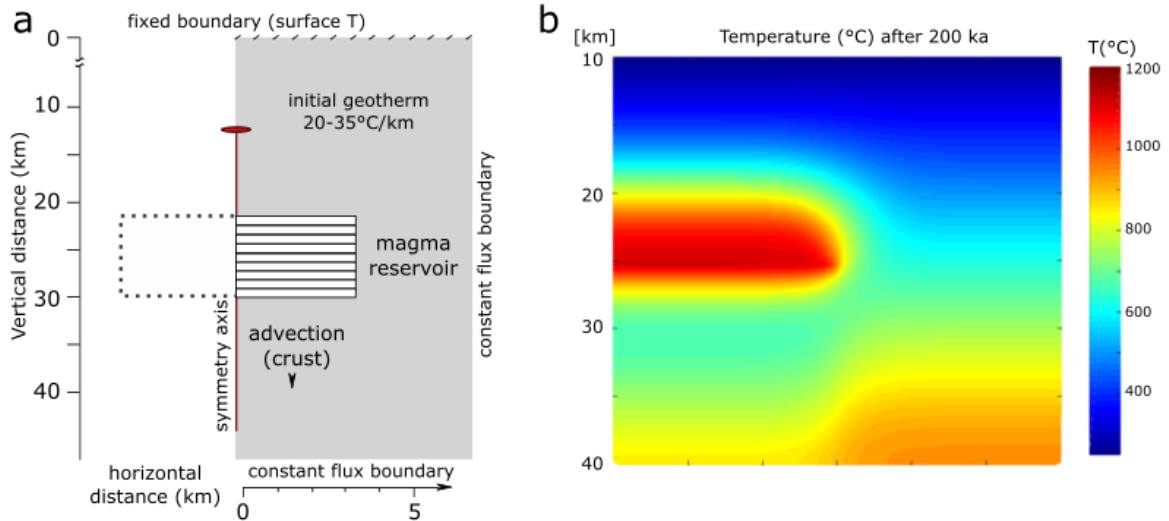 a
fixed boundary (surface T)
0
10
20
30
40
Vertical distance (km)
initial geotherm
20-35°C/km
magma
reservoir
constant flux boundary
symmetry axis
advection
(crust)
horizontal
distance (km)
constant flux boundary
0
5
b
[km]
Temperature (°C) after 200 ka
T(°C)
10
20
30
40
1200
1000
800
600
400